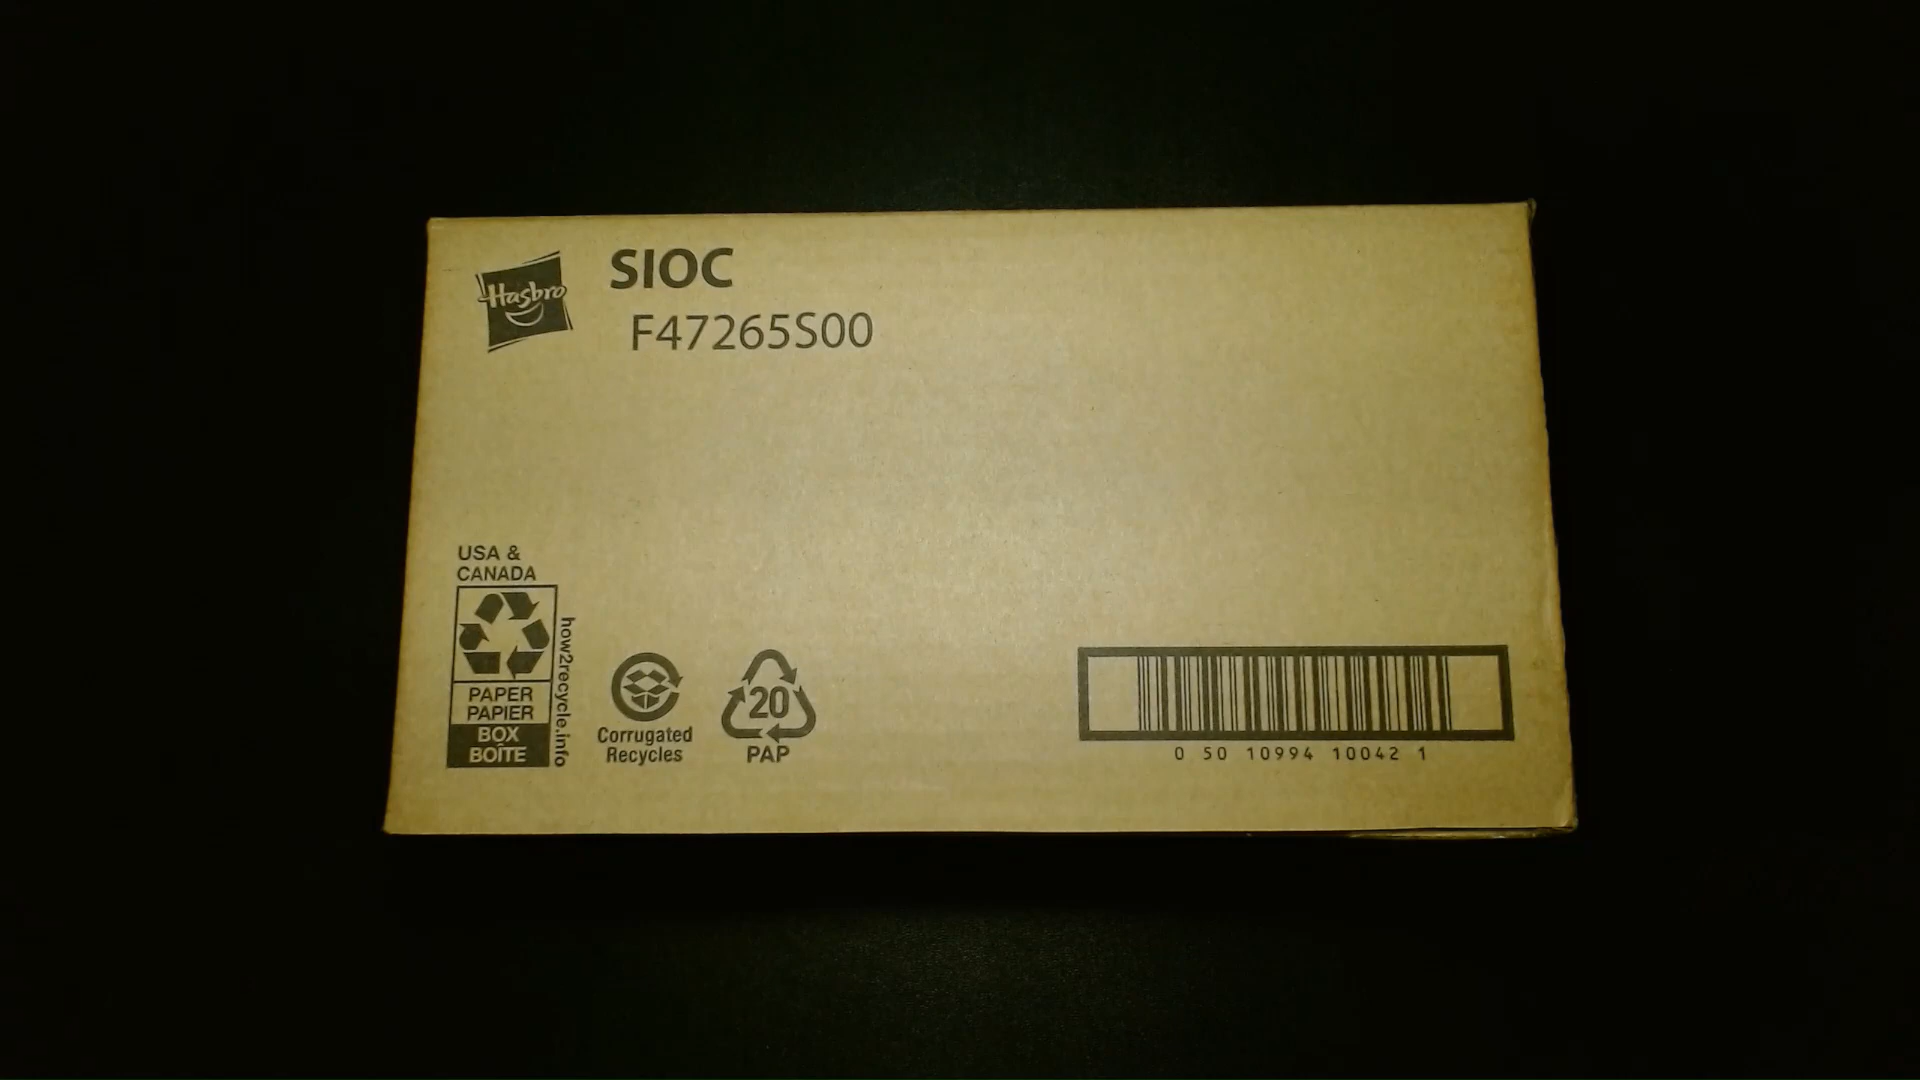 Hasbro
SIOC
F47265S00
USA &
CANADA
PAPER
PAPIER
BOX
BOÎTE
how2recycle.info
Corrugated
Recycles
20
PAP
0 50 10994 10042 1